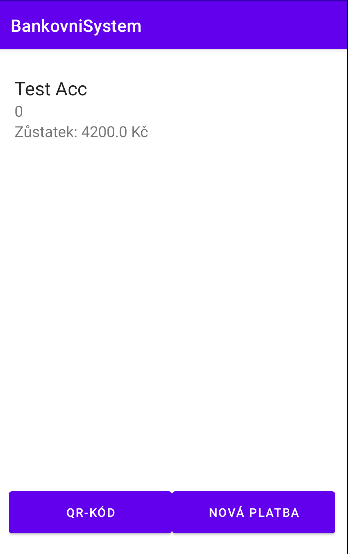 BankovniSystem
Test Acc
0
Zůstatek: 4200.0 Kč
QR-KÓD
NOVÁ PLATBA